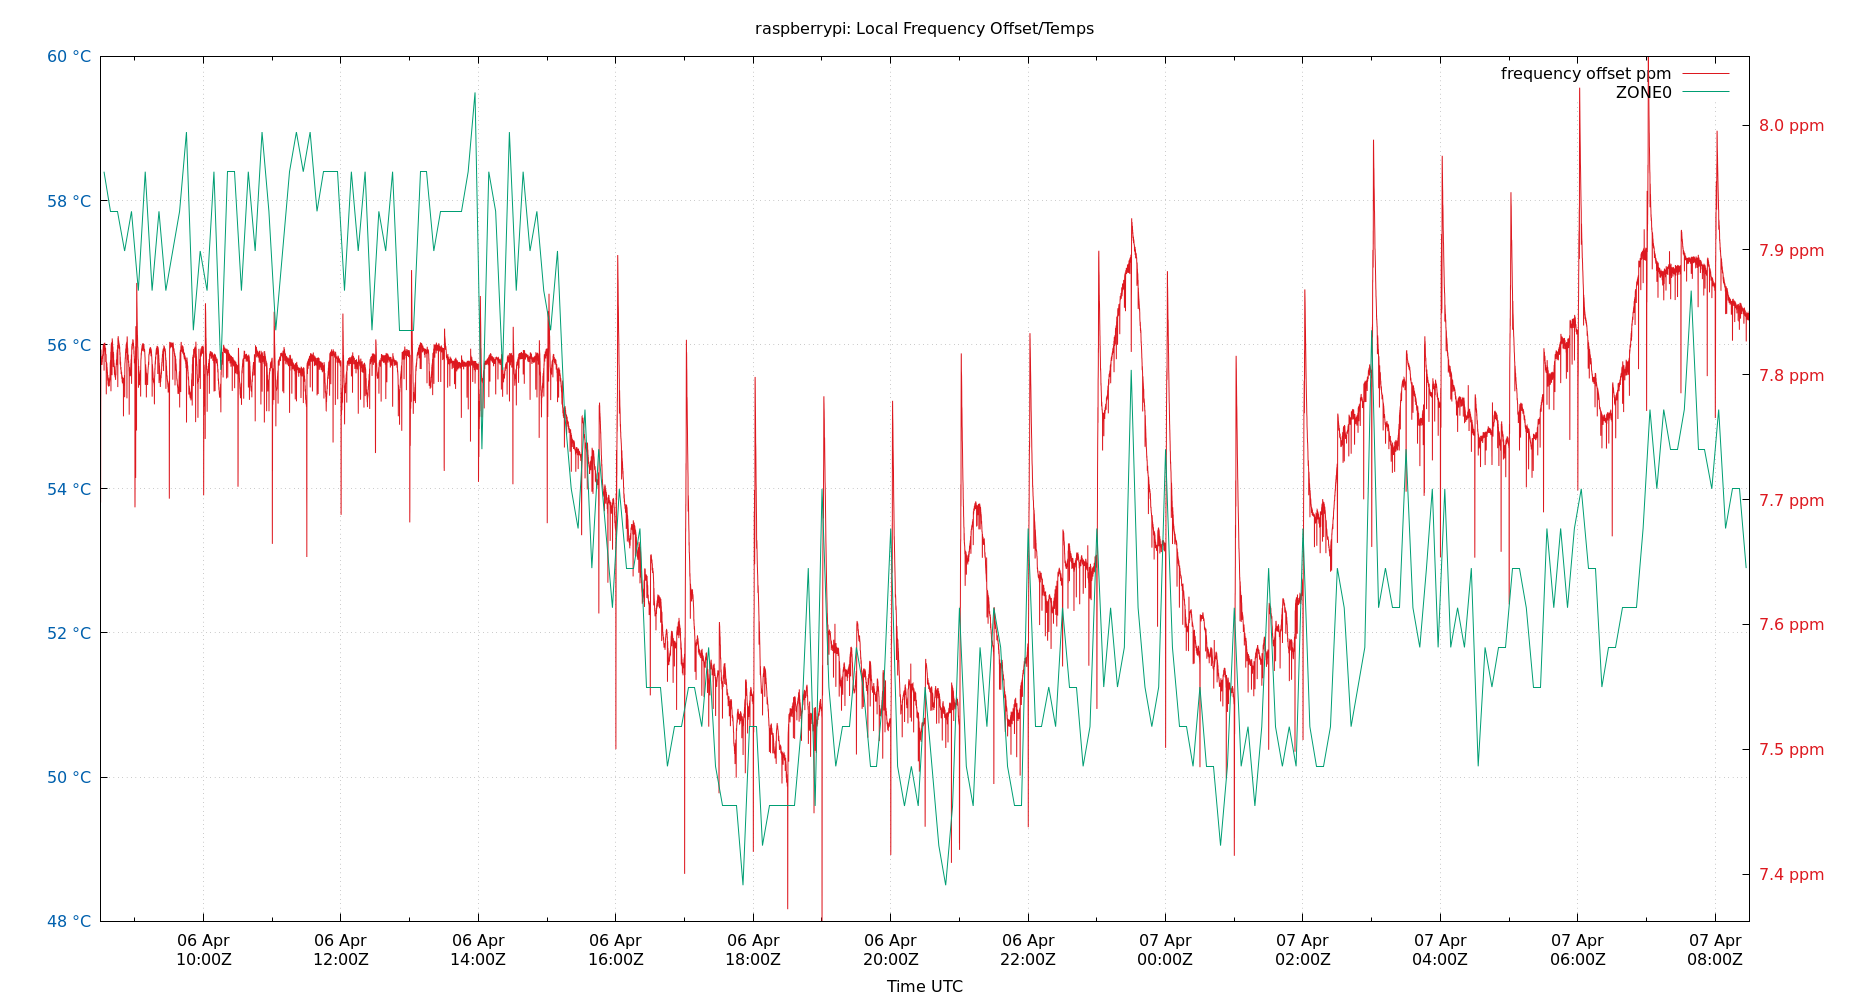 raspberrypi: Local Frequency Offset/Temps
60 °C
58 °C
56 °C
54 °C
52 °C
50 °C
48 °C
frequency offset ppm
ZONE0
8.0 ppm
7.9 ppm
7.8 ppm
7.7 ppm
7.6 ppm
7.5 ppm
7.4 ppm
06 Apr 06 Apr 06 Apr 06 Apr 06 Apr 06 Apr 06 Apr 07 Apr 07 Apr 07 Apr 07 Apr 07 Apr
10:00Z 12:00Z 14:00Z 16:00Z 18:00Z 20:00Z 22:00Z 00:00Z 02:00Z 04:00Z 06:00Z 08:00Z
Time UTC